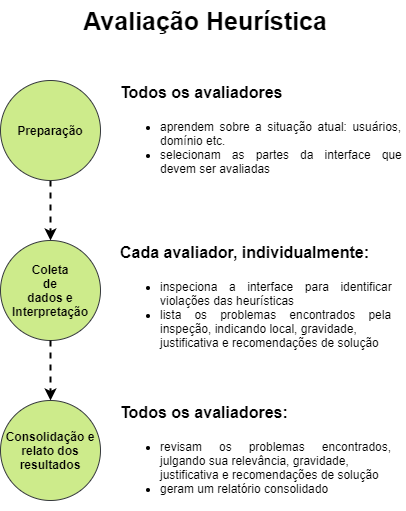 Avaliação Heurística
Preparação
Todos os avaliadores
aprendem sobre a situação atual: usuários,
domínio etc.
selecionam as partes da interface que
devem ser avaliadas
Coleta
de
dados e
Interpretação
Cada avaliador, individualmente:
inspeciona a interface para identificar
violações das heurísticas
lista os problemas encontrados pela
inspeção, indicando local, gravidade,
justificativa e recomendações de solução
Consolidação e
relato dos
resultados
Todos os avaliadores:
revisam os problemas encontrados,
julgando sua relevância, gravidade,
justificativa e recomendações de solução
geram um relatório consolidado